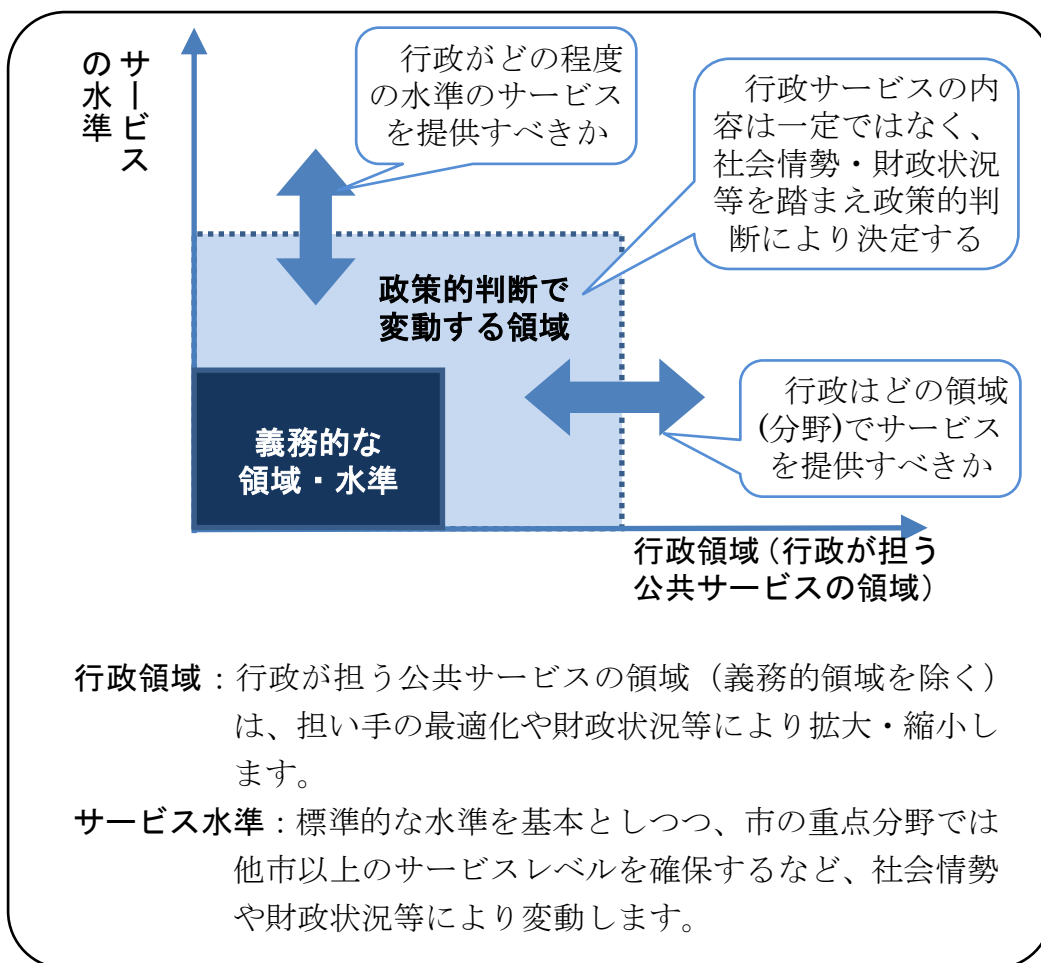 サービス
の水準
行政がどの程度
の水準のサービス
を提供すべきか
行政サービスの内
容は一定ではなく、
社会情勢・財政状況
等を踏まえ政策的判
断により決定する
政策的判断で
変動する領域
行政はどの領域
(分野)でサービス
を提供すべきか
義務的な
領域・水準
行政領域（行政が担う
公共サービスの領域）
行政領域：行政が担う公共サービスの領域（義務的領域を除く）
は、担い手の最適化や財政状況等により拡大・縮小し
ます。
サービス水準：標準的な水準を基本としつつ、市の重点分野では
他市以上のサービスレベルを確保するなど、社会情勢
や財政状況等により変動します。